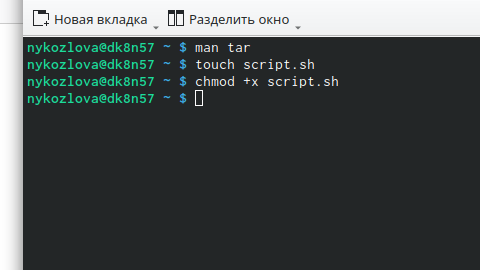 Новая вкладка Разделить окно
nykozlova@dk8n57 ~ $ man tar
nykozlova@dk8n57 ~ $ touch script.sh
nykozlova@dk8n57 ~ $ chmod +x script.sh
nykozlova@dk8n57 ~ $